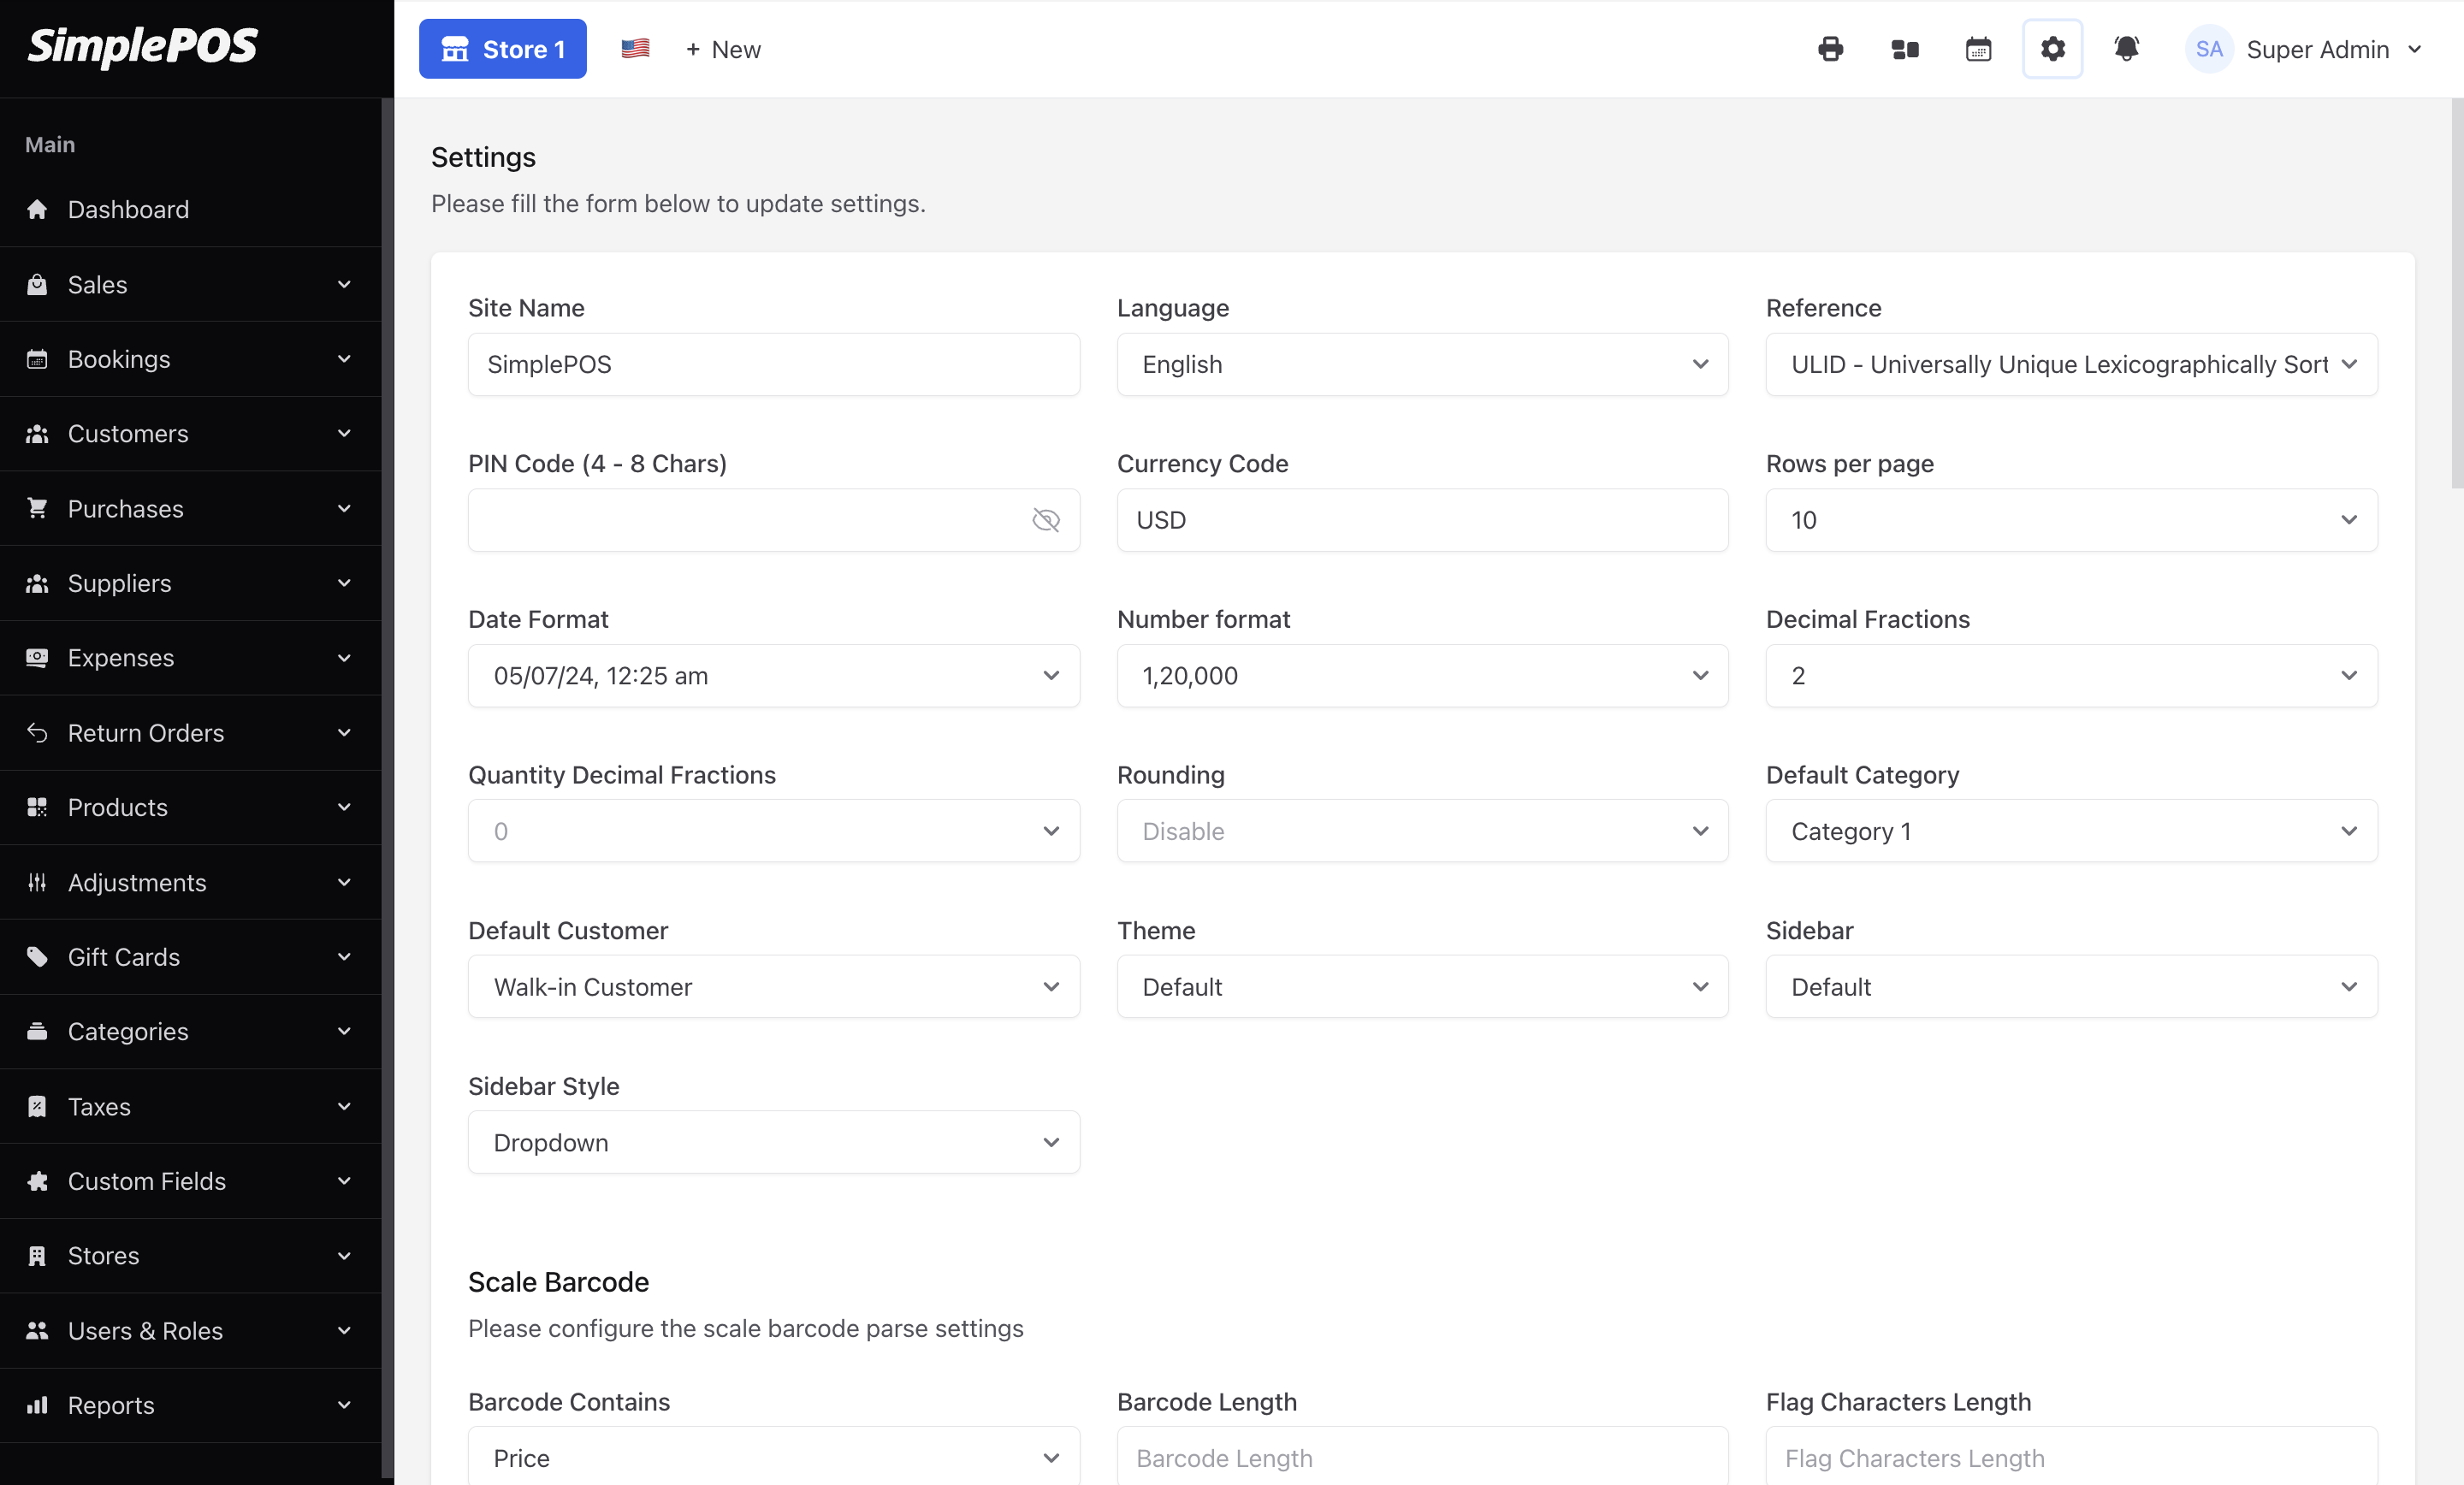 SimplePOS
Store 1
+ New
SA
Super Admin
Main
Dashboard
Sales
Bookings
Customers
Purchases
Suppliers
Expenses
Return Orders
Products
Adjustments
Gift Cards
Categories
Taxes
Custom Fields
Stores
Users & Roles
Reports
Settings
Please fill the form below to update settings.
Site Name
SimplePOS
Language
English
Reference
ULID - Universally Unique Lexicographically Sort
PIN Code (4 - 8 Chars)
Currency Code
USD
Rows per page
10
Date Format
05/07/24, 12:25 am
Number format
1,20,000
Decimal Fractions
2
Quantity Decimal Fractions
0
Rounding
Disable
Default Category
Category 1
Default Customer
Walk-in Customer
Theme
Default
Sidebar
Default
Sidebar Style
Dropdown
Scale Barcode
Please configure the scale barcode parse settings
Barcode Contains
Price
Barcode Length
Barcode Length
Flag Characters Length
Flag Characters Length